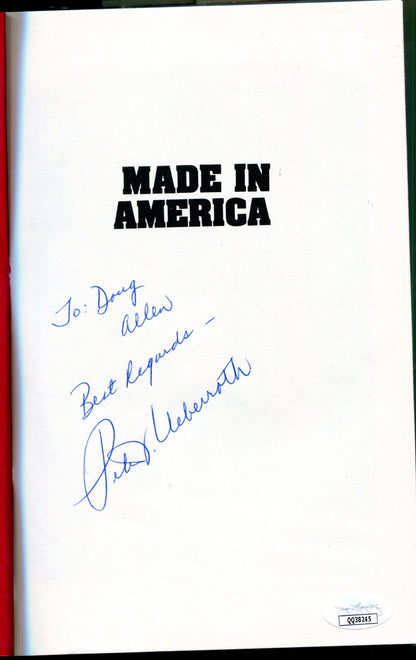 MADE IN
AMERICA
To: Doug
Allen
Best Regards –
Peter V. Ueberroth
QQ38245